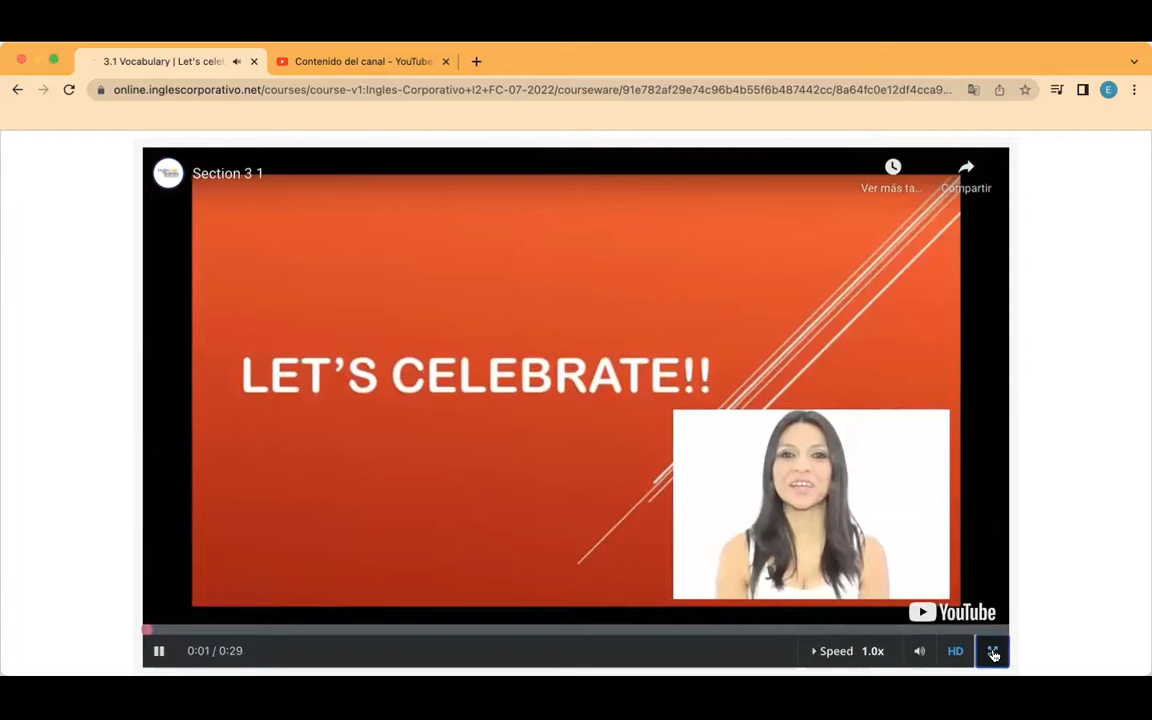 3.1 Vocabulary | Let's cele
Contenido del canal - YouTube
online.inglescorporativo.net/courses/course-v1:Ingles-Corporativo+I2+FC-07-2022/courseware/91e782af29e74c96b4b55f6b487442cc/8a64fc0e12df4cca9...
E
Section 3 1
Ver más ta...
Compartir
LET'S CELEBRATE!!
YouTube
0:01 / 0:29
Speed 1.0x
HD